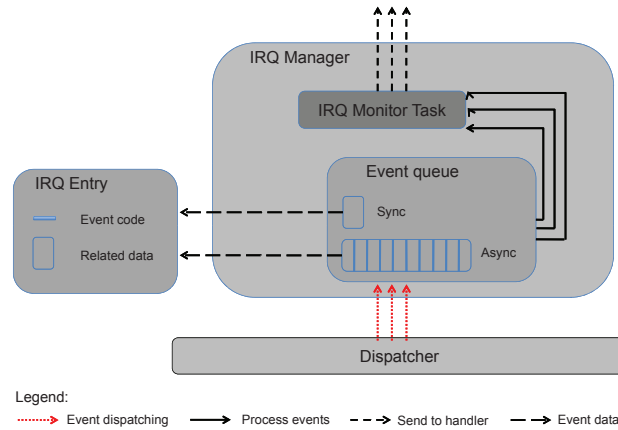 IRQ Manager
IRQ Monitor Task
Event queue
IRQ Entry
Sync
Event code
Related data
Async
Dispatcher
Legend:
Event dispatching
Process events
Send to handler
Event data